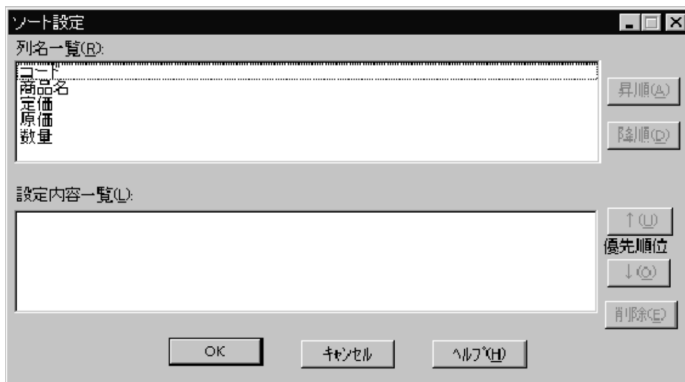 ソート設定
列名一覧(R):
コード
商品名
定価
原価
数量
昇順(A)
降順(D)
設定内容一覧(L):
↑(U)
優先順位
↓(O)
削除(E)
OK
キャンセル
ヘルプ(H)